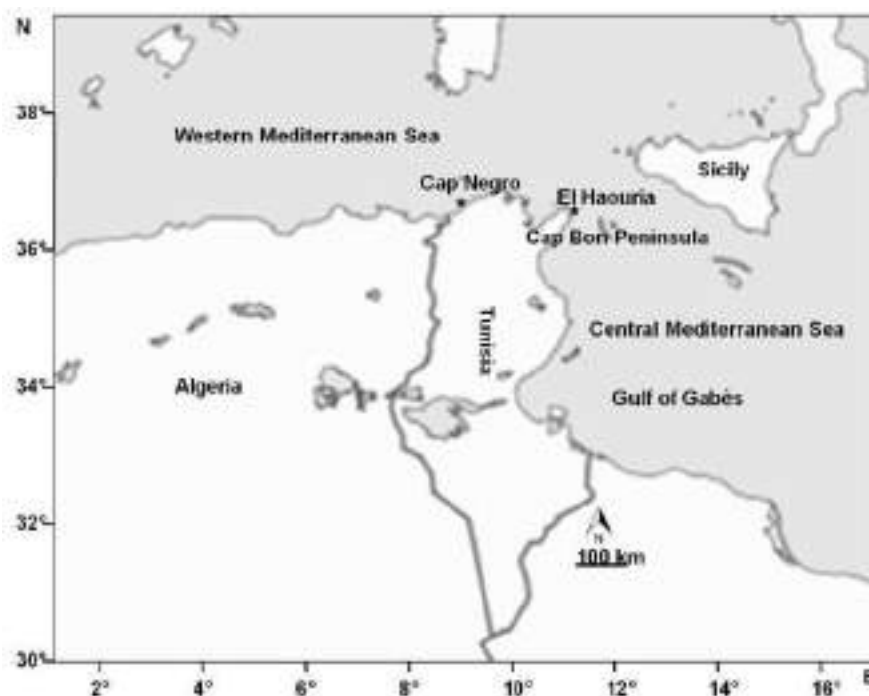 N
38°
Western Mediterranean Sea
Sicily
Cap Negro
El Haouria
Cap Bon Peninsula
36°
Tunisia
Central Mediterranean Sea
Algeria
34°
Gulf of Gabès
32°
N
100 km
30°
2°
4°
6°
8°
10°
12°
14°
16°
E